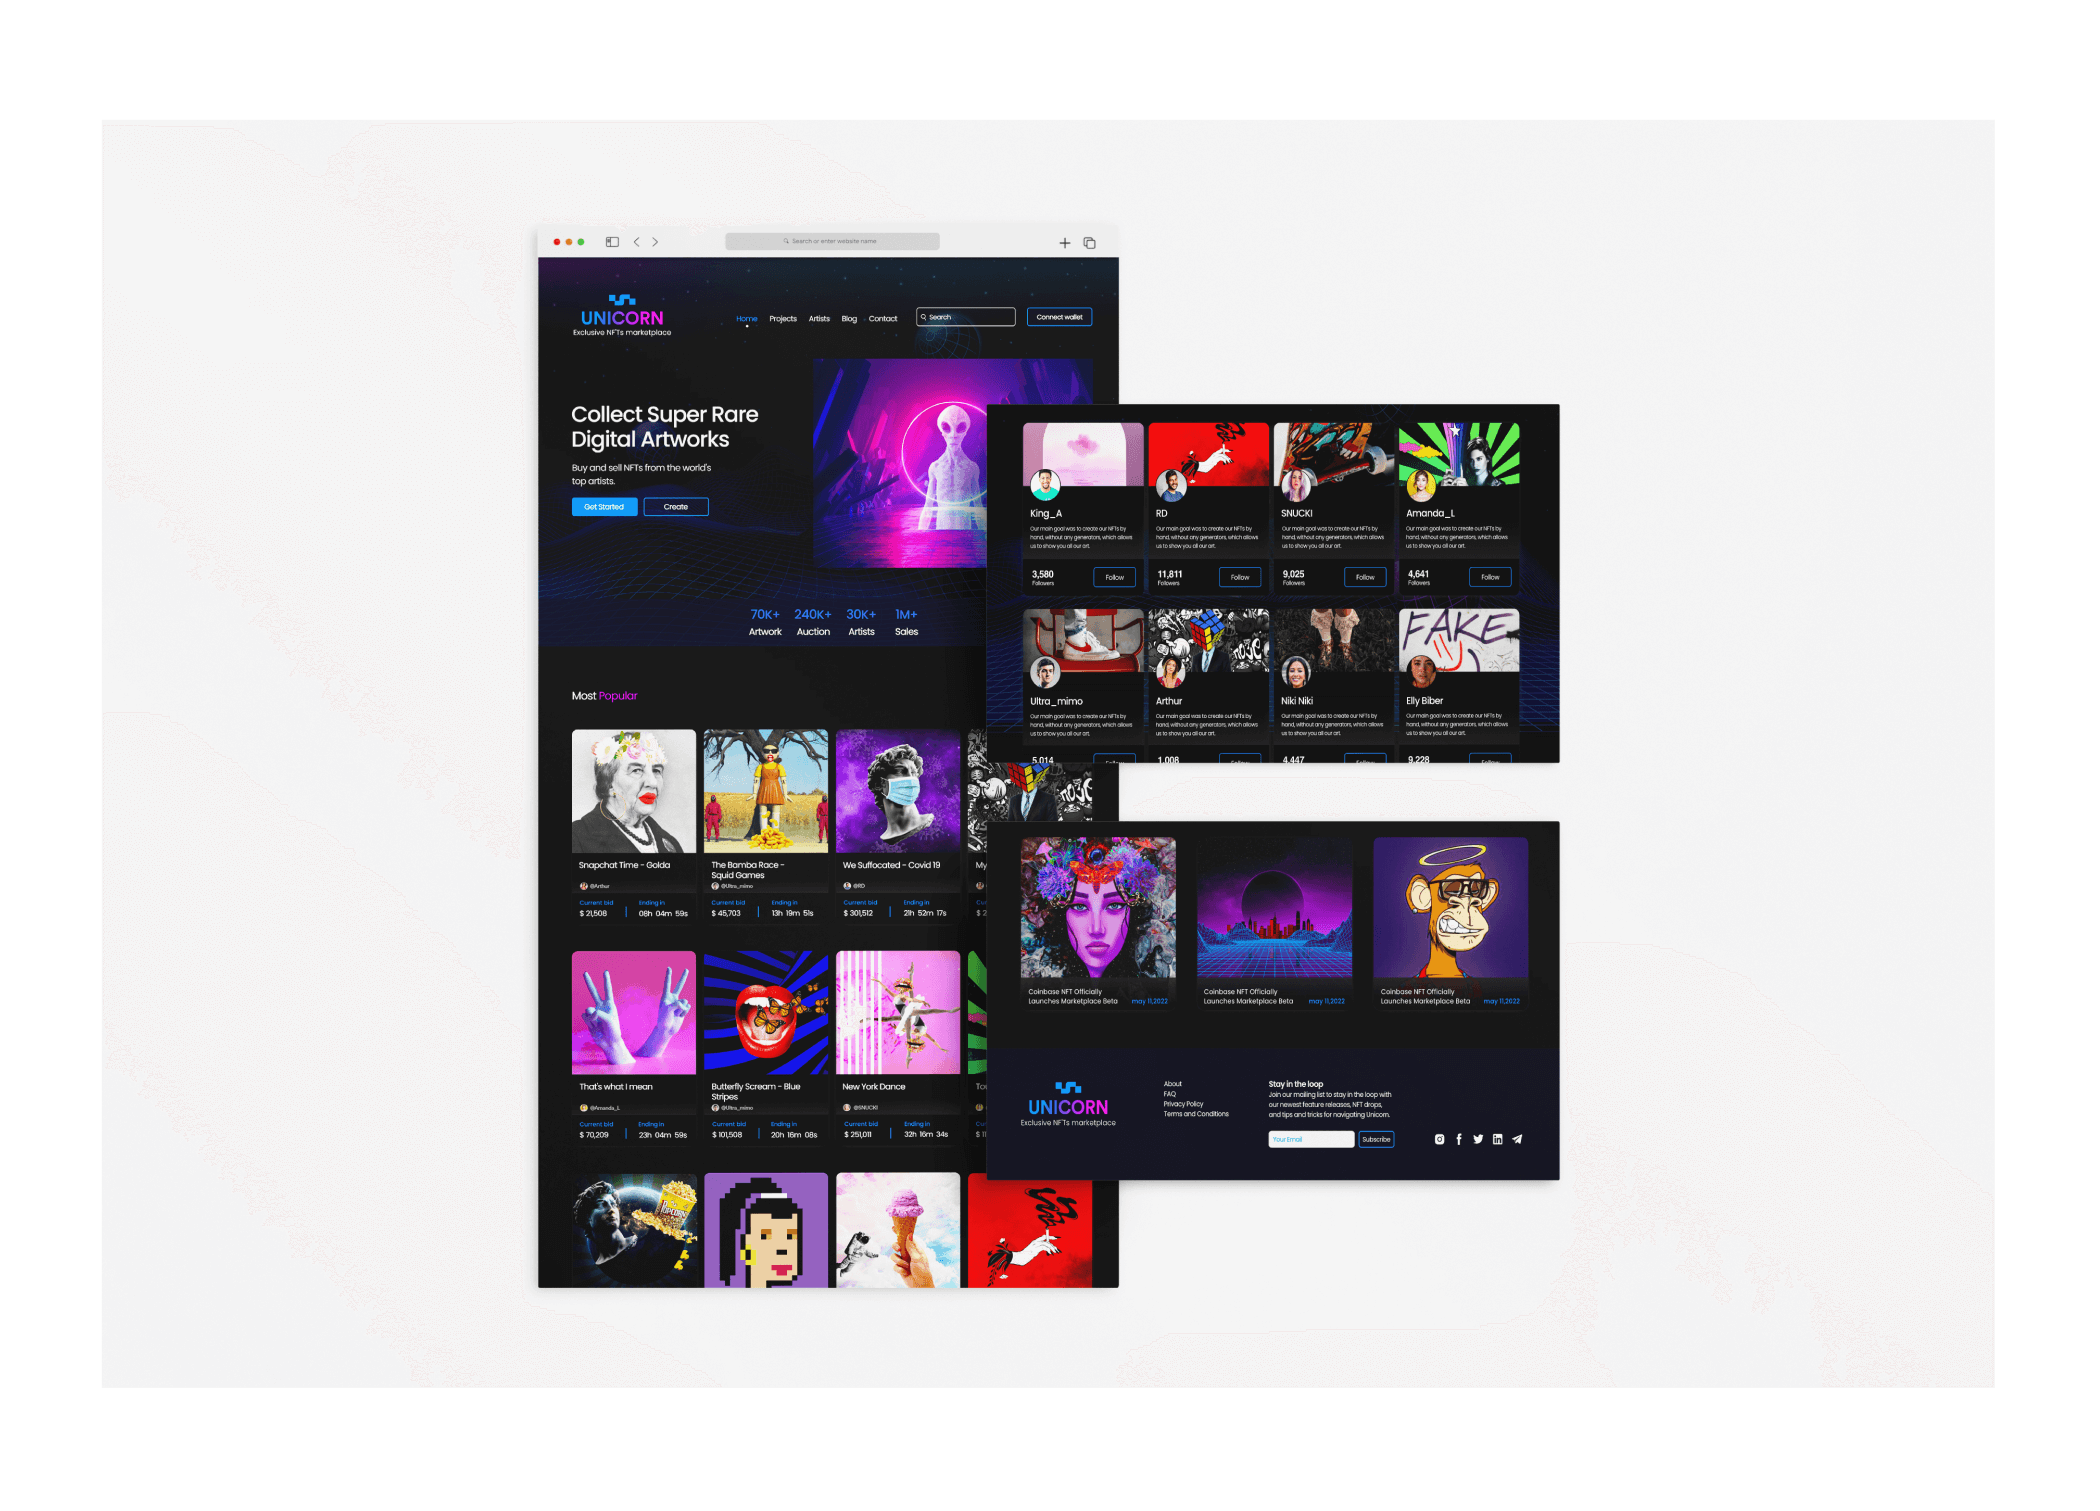 Search or enter website name
UNICORN
Exclusive NFTs marketplace
Home Projects Artists Blog Contact
Search
Connect wallet
Collect Super Rare
Digital Artworks
Buy and sell NFTs from the world's
top artists.
Get Started
Create
70K+ 240K+ 30K+ 1M+
Artwork Auction Artists Sales
Most Popular
Snapchat Time - Golda
@Arthur
Current bid Ending in
$ 21,508 08h 04m 59s
The Bamba Race -
Squid Games
@Ultra_mimo
Current bid Ending in
$ 45,703 13h 19m 51s
We Suffocated - Covid 19
@RD
Current bid Ending in
$ 301,512 21h 52m 17s
My
That's what I mean
@Amanda_L
Current bid Ending in
$ 70,209 23h 04m 59s
Butterfly Scream - Blue
Stripes
@Ultra_mimo
Current bid Ending in
$ 101,508 20h 16m 08s
New York Dance
@SNUCKI
Current bid Ending in
$ 251,011 32h 16m 34s
POPCORN
King_A
Our main goal was to create our NFTs by
hand, without any generators, which allows
us to show you all our art.
3,580
Followers
Follow
RD
Our main goal was to create our NFTs by
hand, without any generators, which allows
us to show you all our art.
11,811
Followers
Follow
SNUCKI
Our main goal was to create our NFTs by
hand, without any generators, which allows
us to show you all our art.
9,025
Followers
Follow
Amanda_L
Our main goal was to create our NFTs by
hand, without any generators, which allows
us to show you all our art.
4,641
Followers
Follow
Ultra_mimo
Our main goal was to create our NFTs by
hand, without any generators, which allows
us to show you all our art.
5,014
Follow
Arthur
Our main goal was to create our NFTs by
hand, without any generators, which allows
us to show you all our art.
1,008
Follow
Niki Niki
Our main goal was to create our NFTs by
hand, without any generators, which allows
us to show you all our art.
4,447
Follow
FAKE
Elly Biber
Our main goal was to create our NFTs by
hand, without any generators, which allows
us to show you all our art.
9,228
Follow
Coinbase NFT Officially
Launches Marketplace Beta may 11,2022
Coinbase NFT Officially
Launches Marketplace Beta may 11,2022
Coinbase NFT Officially
Launches Marketplace Beta may 11,2022
UNICORN
Exclusive NFTs marketplace
About
FAQ
Privacy Policy
Terms and Conditions
Stay in the loop
Join our mailing list to stay in the loop with
our newest feature releases, NFT drops,
and tips and tricks for navigating Unicorn.
Your Email
Subscribe